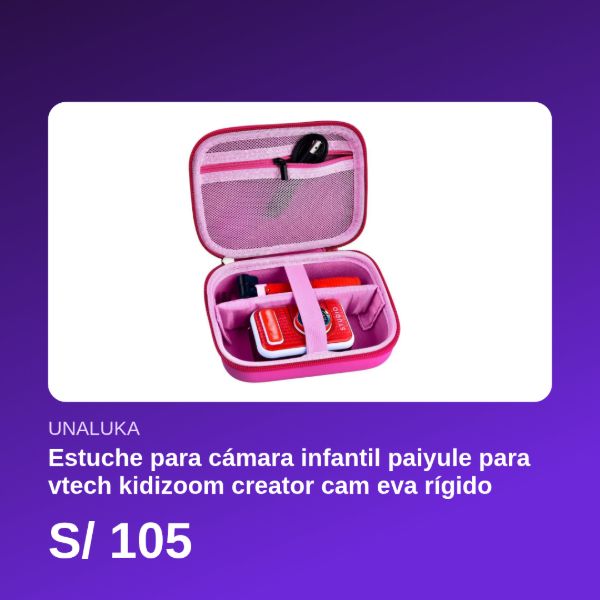 UNALUKA
Estuche para cámara infantil paiyule para
vtech kidizoom creator cam eva rígido
S/ 105